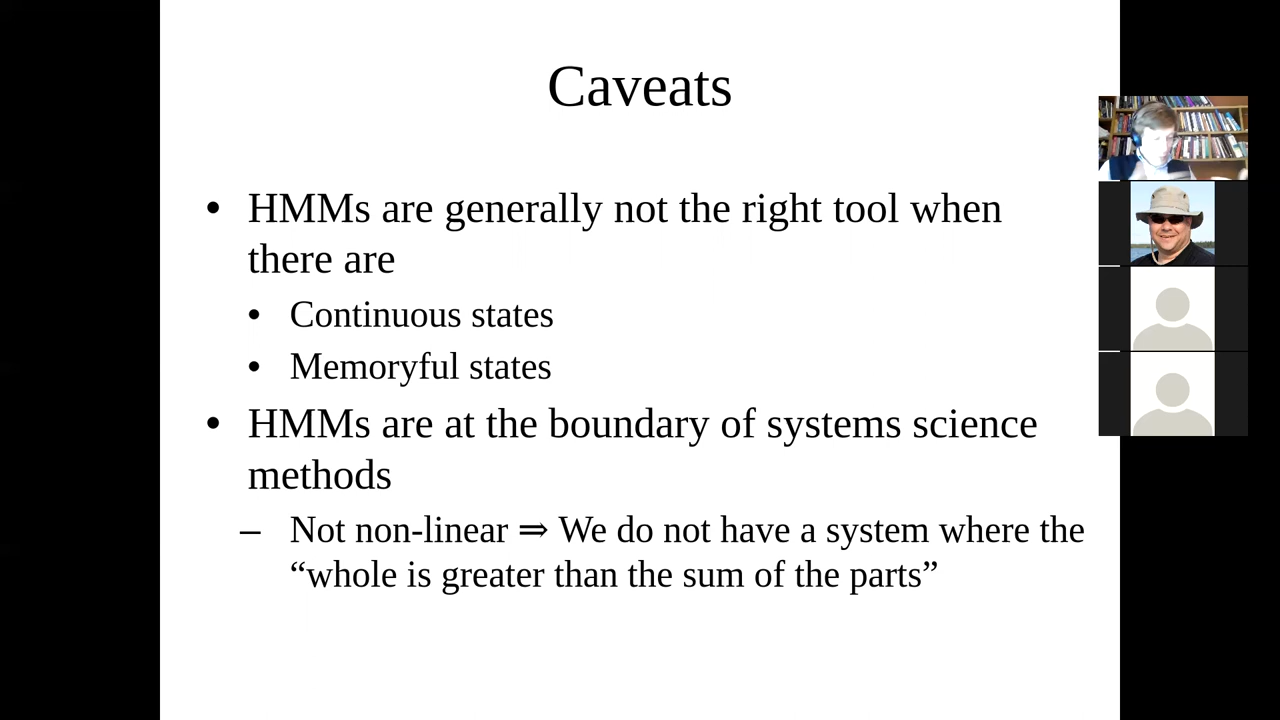 Caveats
• HMMs are generally not the right tool when
there are
• Continuous states
• Memoryful states
• HMMs are at the boundary of systems science
methods
– Not non-linear ⇒ We do not have a system where the
“whole is greater than the sum of the parts”